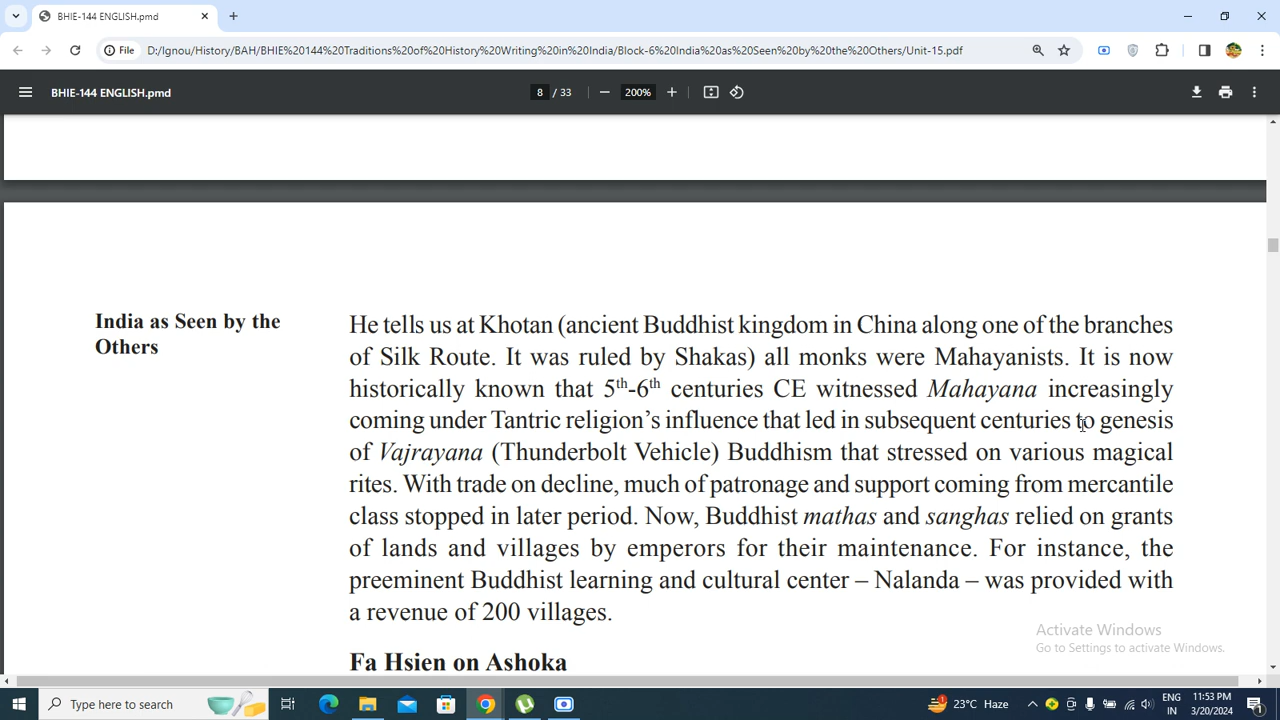 BHIE-144 ENGLISH.pmd
File D:/Ignou/History/BAH/BHIE%20144%20Traditions%20of%20History%20Writing%20in%20India/Block-6%20India%20as%20Seen%20by%20the%20Others/Unit-15.pdf
BHIE-144 ENGLISH.pmd 8 / 33 200%
India as Seen by the
Others
He tells us at Khotan (ancient Buddhist kingdom in China along one of the branches
of Silk Route. It was ruled by Shakas) all monks were Mahayanists. It is now
historically known that 5th-6th centuries CE witnessed Mahayana increasingly
coming under Tantric religion’s influence that led in subsequent centuries to genesis
of Vajrayana (Thunderbolt Vehicle) Buddhism that stressed on various magical
rites. With trade on decline, much of patronage and support coming from mercantile
class stopped in later period. Now, Buddhist mathas and sanghas relied on grants
of lands and villages by emperors for their maintenance. For instance, the
preeminent Buddhist learning and cultural center – Nalanda – was provided with
a revenue of 200 villages.
Fa Hsien on Ashoka
Activate Windows
Go to Settings to activate Windows.
Type here to search
23°C Haze
ENG
IN
11:53 PM
3/20/2024
1